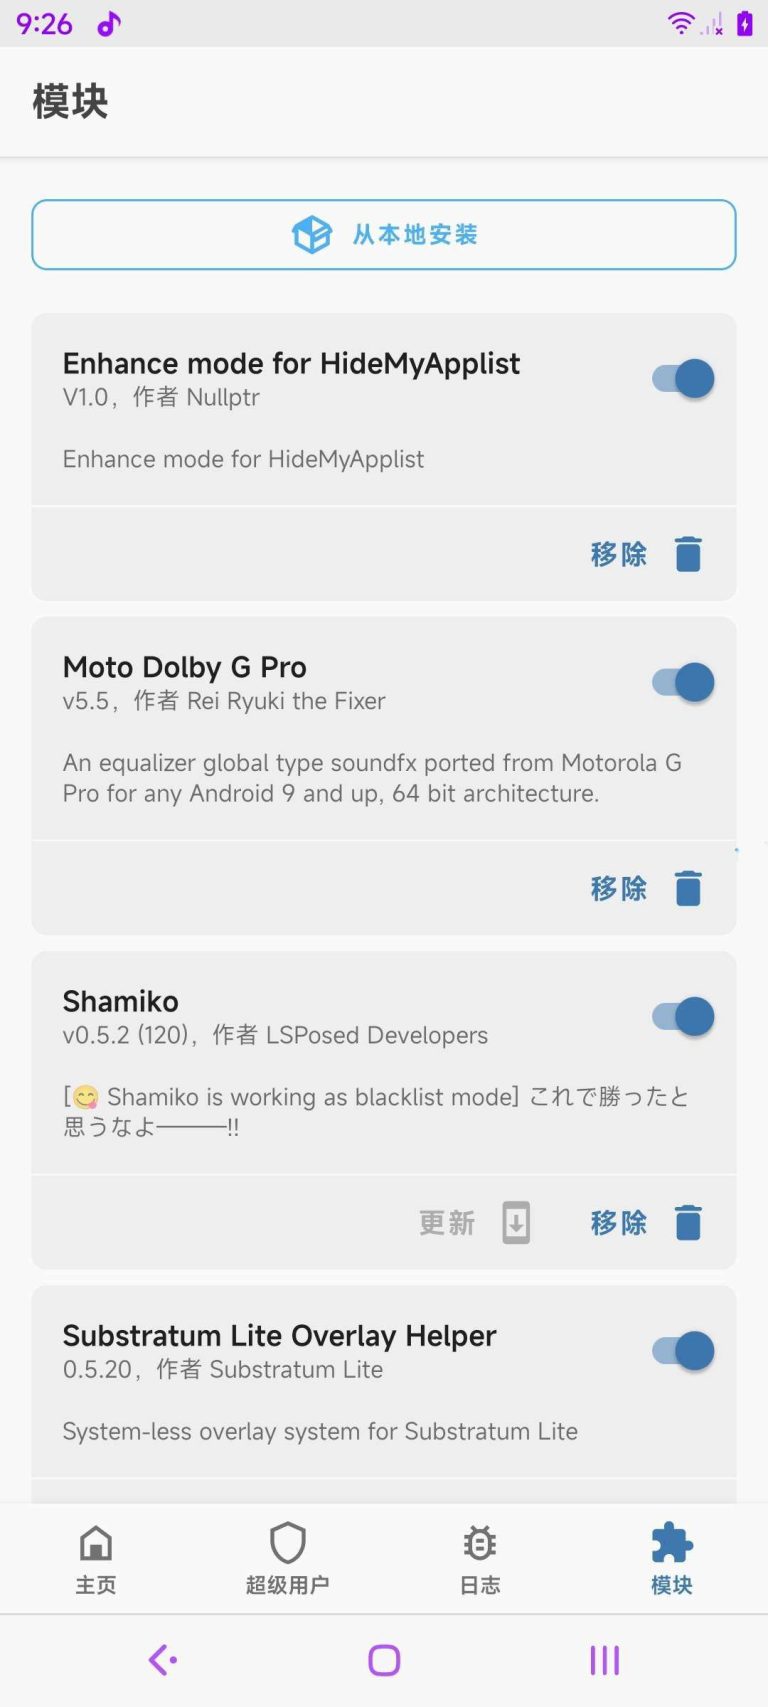 9:26
模块
从本地安装
Enhance mode for HideMyApplist
V1.0，作者 Nullptr
Enhance mode for HideMyApplist
移除
Moto Dolby G Pro
v5.5，作者 Rei Ryuki the Fixer
An equalizer global type soundfx ported from Motorola G
Pro for any Android 9 and up, 64 bit architecture.
移除
Shamiko
v0.5.2 (120)，作者 LSPosed Developers
[😋 Shamiko is working as blacklist mode] これで勝ったと
思うなよ―――!!
更新 移除
Substratum Lite Overlay Helper
0.5.20，作者 Substratum Lite
System-less overlay system for Substratum Lite
主页 超级用户 日志 模块